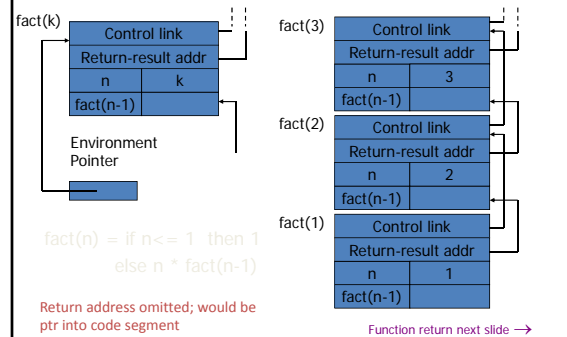 fact(k)
Control link
Return-result addr
n k
fact(n-1)
Environment
Pointer
fact(n) = if n<= 1 then 1
else n * fact(n-1)
Return address omitted; would be
ptr into code segment
fact(3)
Control link
Return-result addr
n 3
fact(n-1)
fact(2)
Control link
Return-result addr
n 2
fact(n-1)
fact(1)
Control link
Return-result addr
n 1
fact(n-1)
Function return next slide →